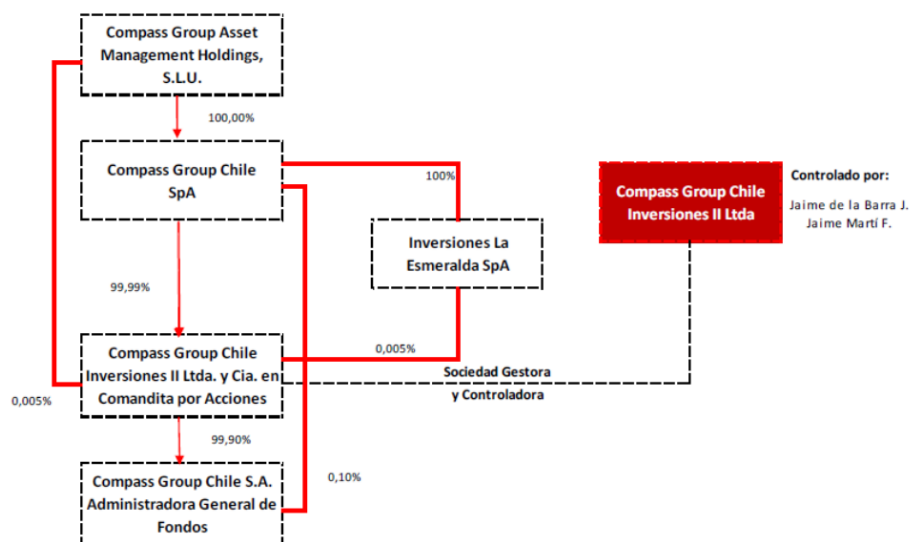 Compass Group Asset
Management Holdings,
S.L.U.
100,00%
Compass Group Chile
SpA
100%
Compass Group Chile
Inversiones II Ltda
Controlado por:
Jaime de la Barra J.
Jaime Martí F.
Inversiones La
Esmeralda SpA
99,99%
Compass Group Chile
Inversiones II Ltda. y Cia. en
Comandita por Acciones
0,005%
Sociedad Gestora
y Controladora
0,005%
99,90%
Compass Group Chile S.A.
Administradora General de
Fondos
0,10%